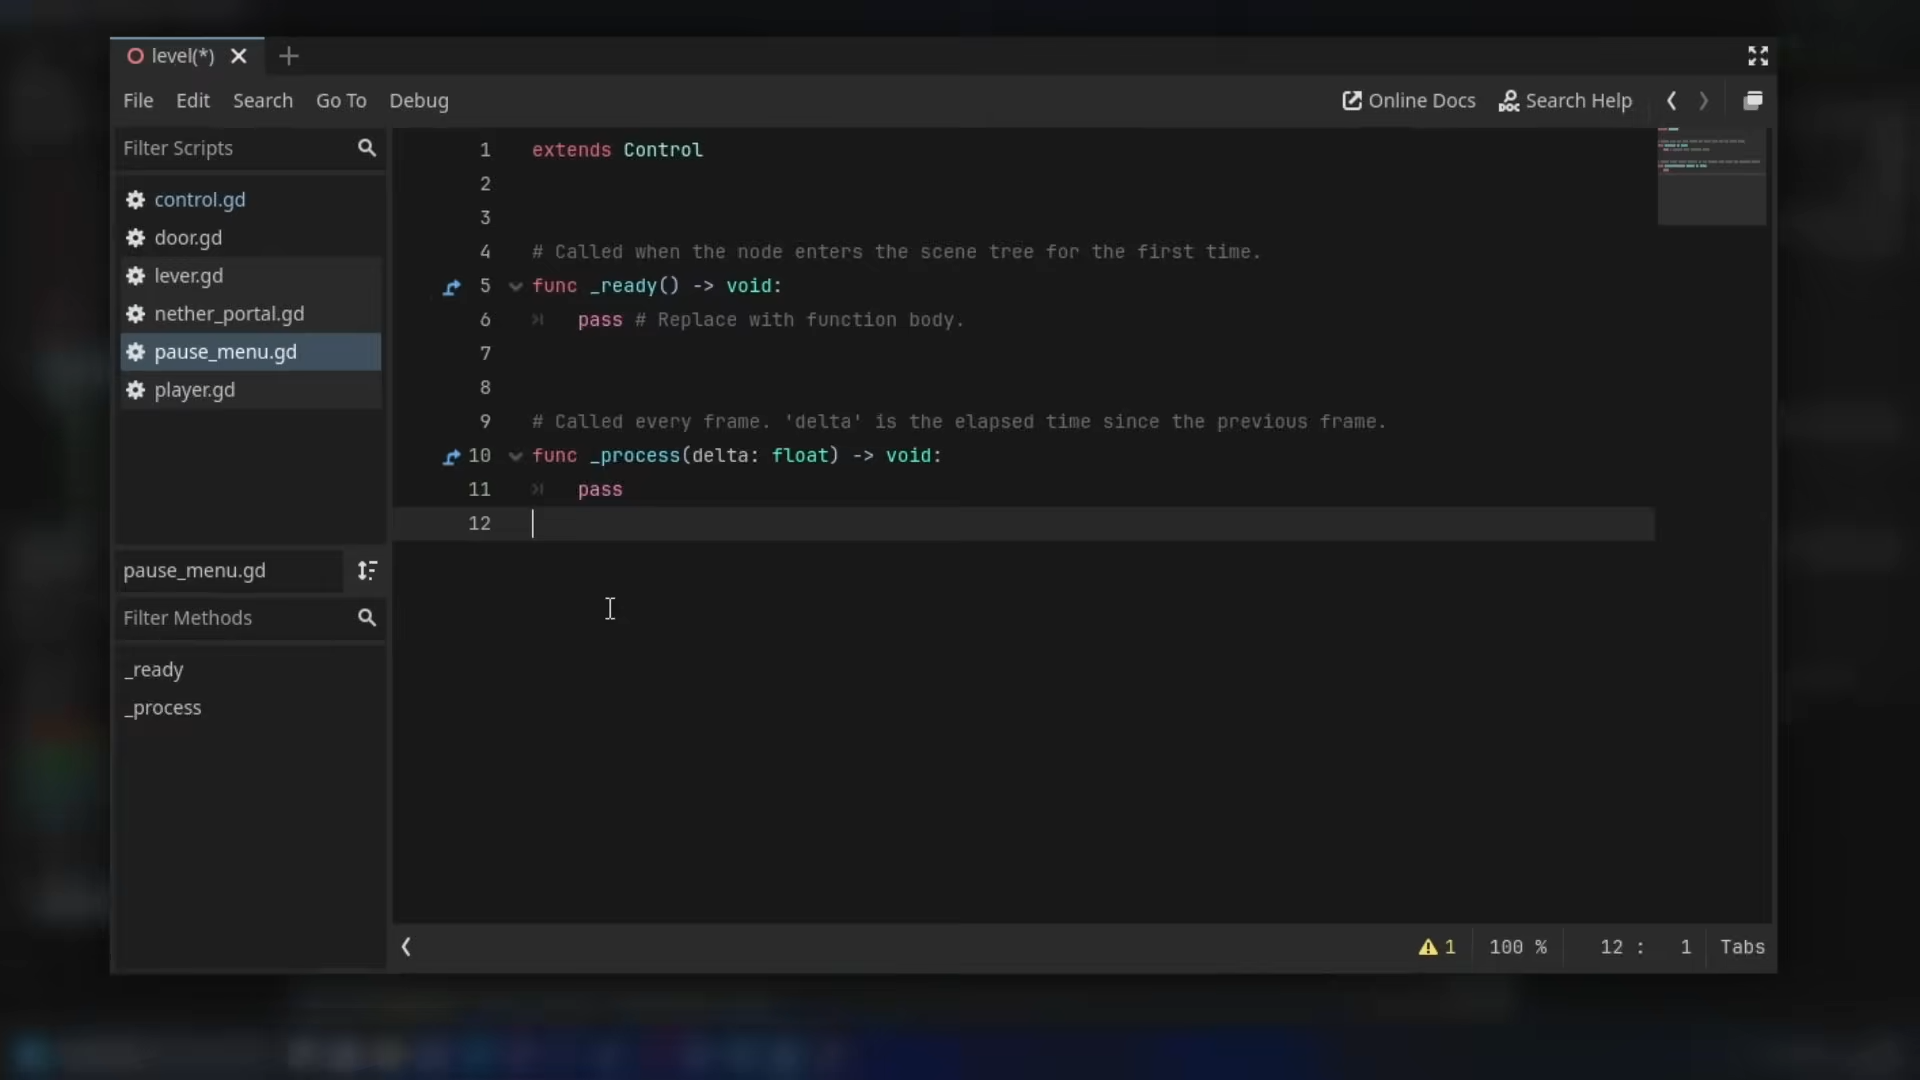 level(*)
File Edit Search Go To Debug
Online Docs Search Help
Filter Scripts
control.gd
door.gd
lever.gd
nether_portal.gd
pause_menu.gd
player.gd
pause_menu.gd
Filter Methods
_ready
_process
1 extends Control
2
3
4 # Called when the node enters the scene tree for the first time.
5 func _ready() -> void:
6 pass # Replace with function body.
7
8
9 # Called every frame. 'delta' is the elapsed time since the previous frame.
10 func _process(delta: float) -> void:
11 pass
12
1 100 % 12 : 1 Tabs